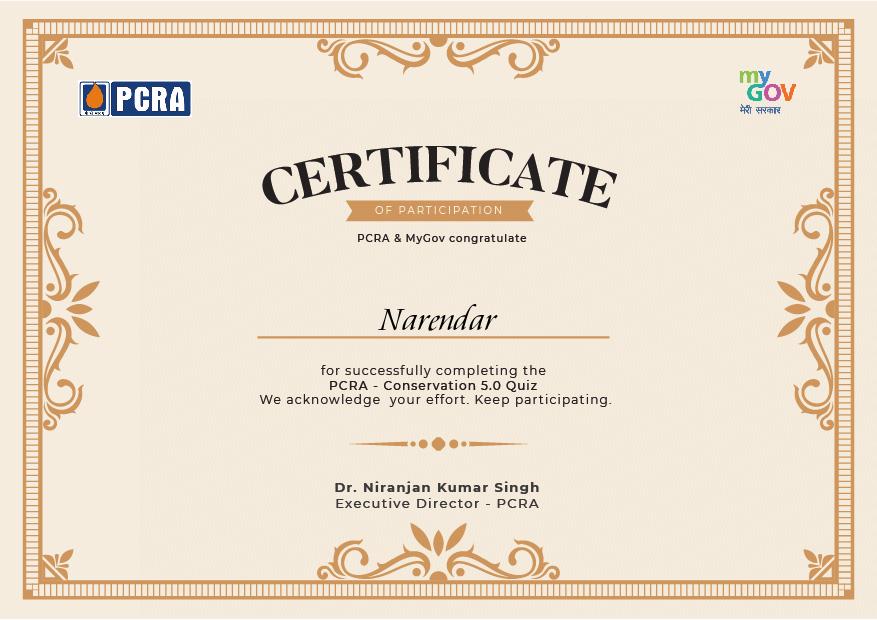 PCRA
my
GOV
मेरी सरकार
CERTIFICATE
OF PARTICIPATION
PCRA & MyGov congratulate
Narendar
for successfully completing the
PCRA - Conservation 5.0 Quiz
We acknowledge  your effort. Keep participating.
Dr. Niranjan Kumar Singh
Executive Director - PCRA